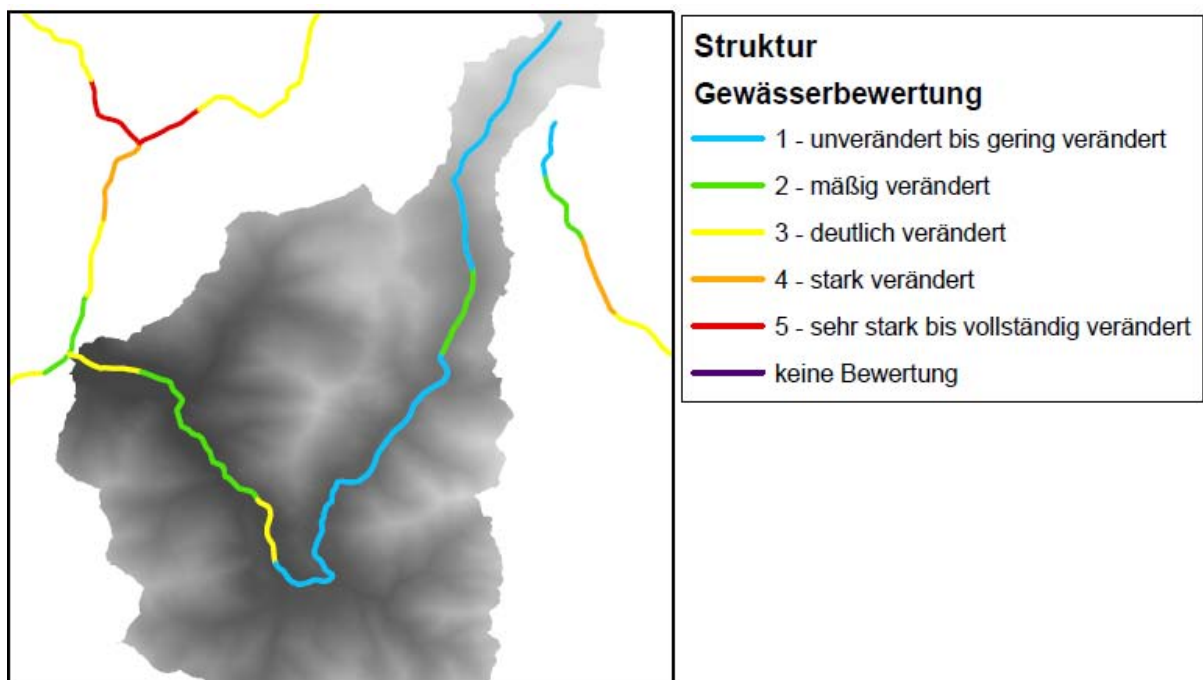 Struktur
Gewässerbewertung
1 - unverändert bis gering verändert
2 - mäßig verändert
3 - deutlich verändert
4 - stark verändert
5 - sehr stark bis vollständig verändert
keine Bewertung